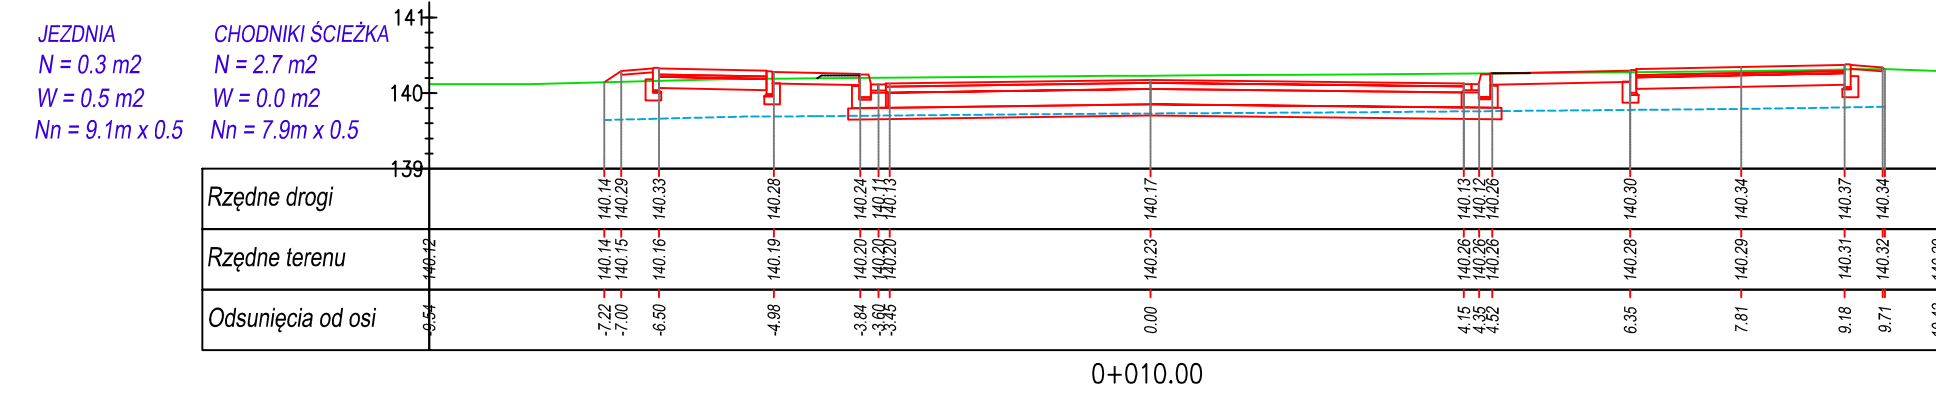 JEZDNIA CHODNIKI ŚCIEŻKA
N = 0.3 m2 N = 2.7 m2
W = 0.5 m2 W = 0.0 m2
Nn = 9.1m x 0.5 Nn = 7.9m x 0.5
141
140
139
Rzędne drogi 140.14 140.29 140.33 140.28 140.24 140.11 140.13 140.17 140.13 140.12 140.26 140.30 140.34 140.37 140.34
Rzędne terenu 140.12 140.14 140.15 140.16 140.19 140.20 140.20 140.20 140.23 140.26 140.26 140.26 140.28 140.29 140.31 140.32
Odsunięcia od osi -9.54 -7.22 -7.00 -6.50 -4.98 -3.84 -3.60 -3.45 0.00 4.15 4.35 4.52 6.35 7.81 9.18 9.71
0+010.00